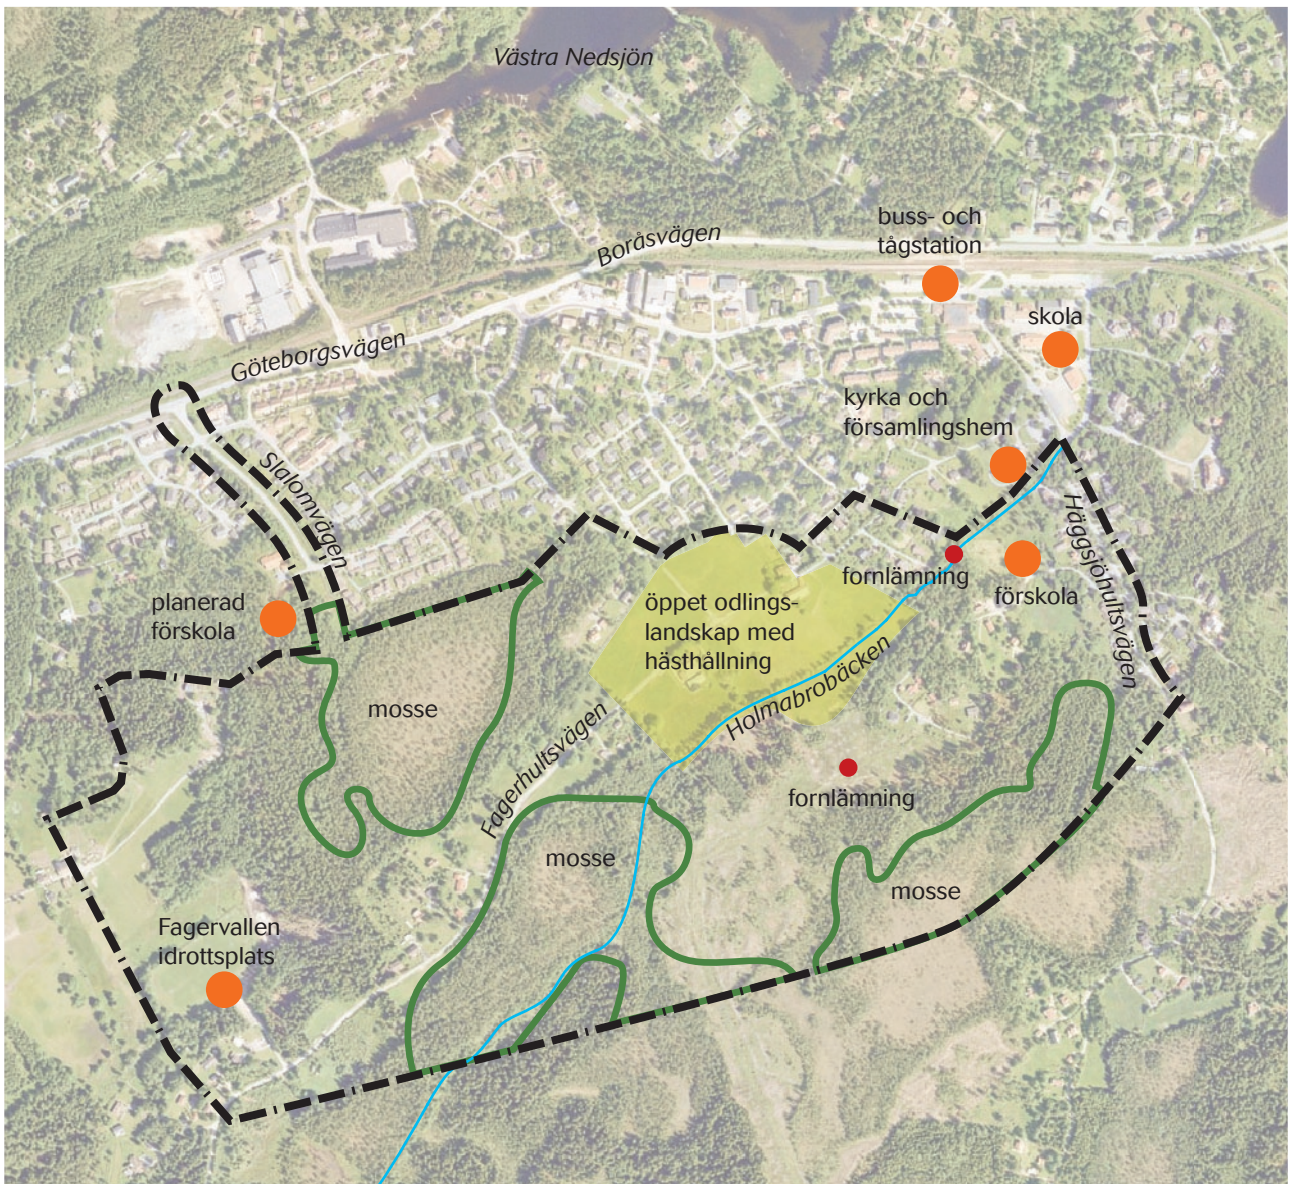 Västra Nedsjön
buss- och
tågstation
Boråsvägen
skola
Göteborgsvägen
kyrka och
församlingshem
Slalomvägen
Häggsjöhultsvägen
fornlämning
förskola
planerad
förskola
öppet odlings-
landskap med
hästhållning
Holmabrobäcken
mosse
Fagerhultsvägen
fornlämning
mosse
mosse
Fagervallen
idrottsplats